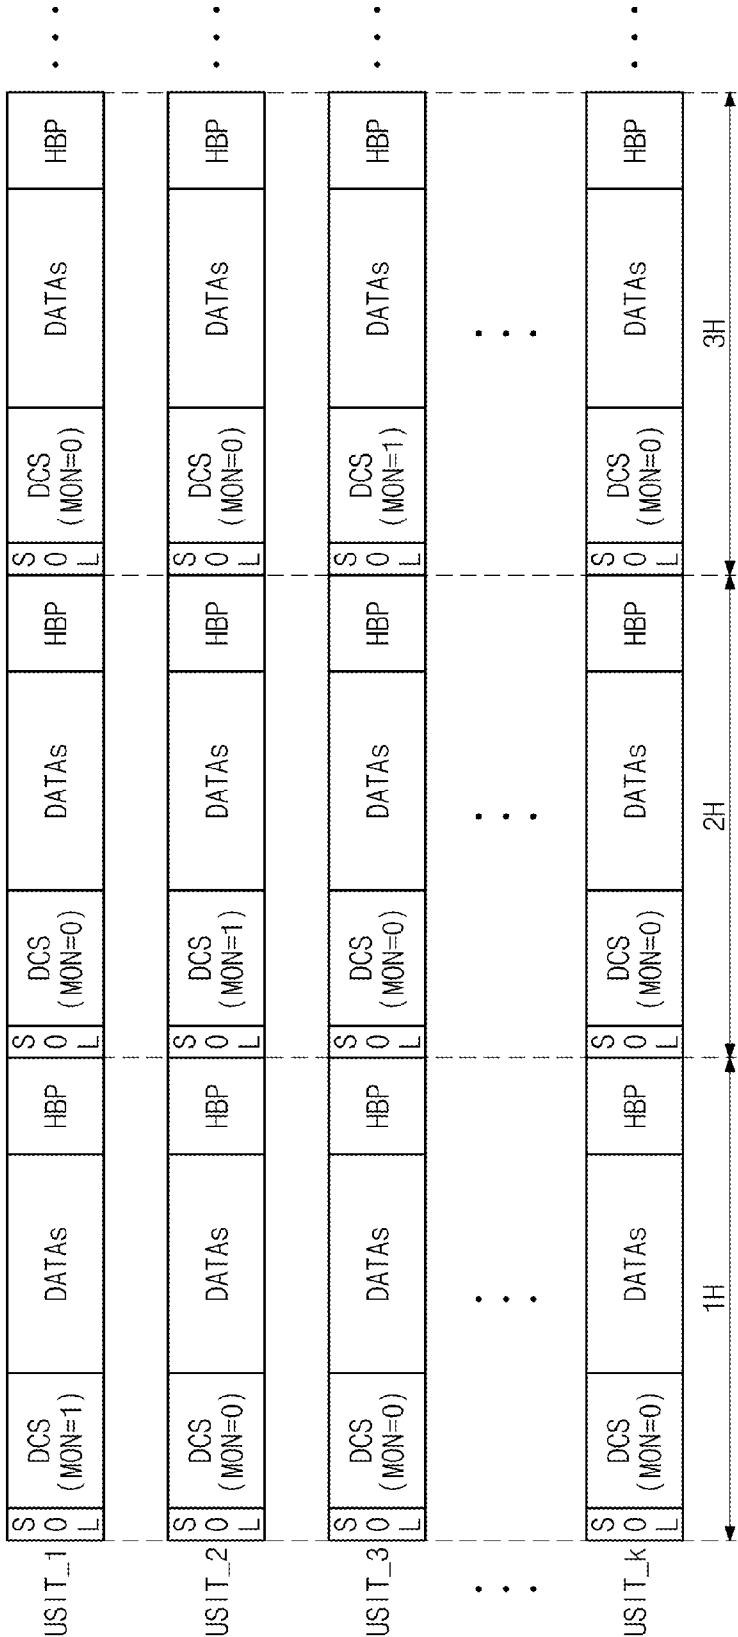 USIT_1
S
O
L
DCS
(MON=1)
DATAs
HBP
S
O
L
DCS
(MON=0)
DATAs
HBP
S
O
L
DCS
(MON=0)
DATAs
HBP
...
USIT_2
S
O
L
DCS
(MON=0)
DATAs
HBP
S
O
L
DCS
(MON=1)
DATAs
HBP
S
O
L
DCS
(MON=0)
DATAs
HBP
...
USIT_3
S
O
L
DCS
(MON=0)
DATAs
HBP
S
O
L
DCS
(MON=0)
DATAs
HBP
S
O
L
DCS
(MON=1)
DATAs
HBP
...
USIT_k
S
O
L
DCS
(MON=0)
DATAs
HBP
S
O
L
DCS
(MON=0)
DATAs
HBP
S
O
L
DCS
(MON=0)
DATAs
HBP
...
1H
2H
3H